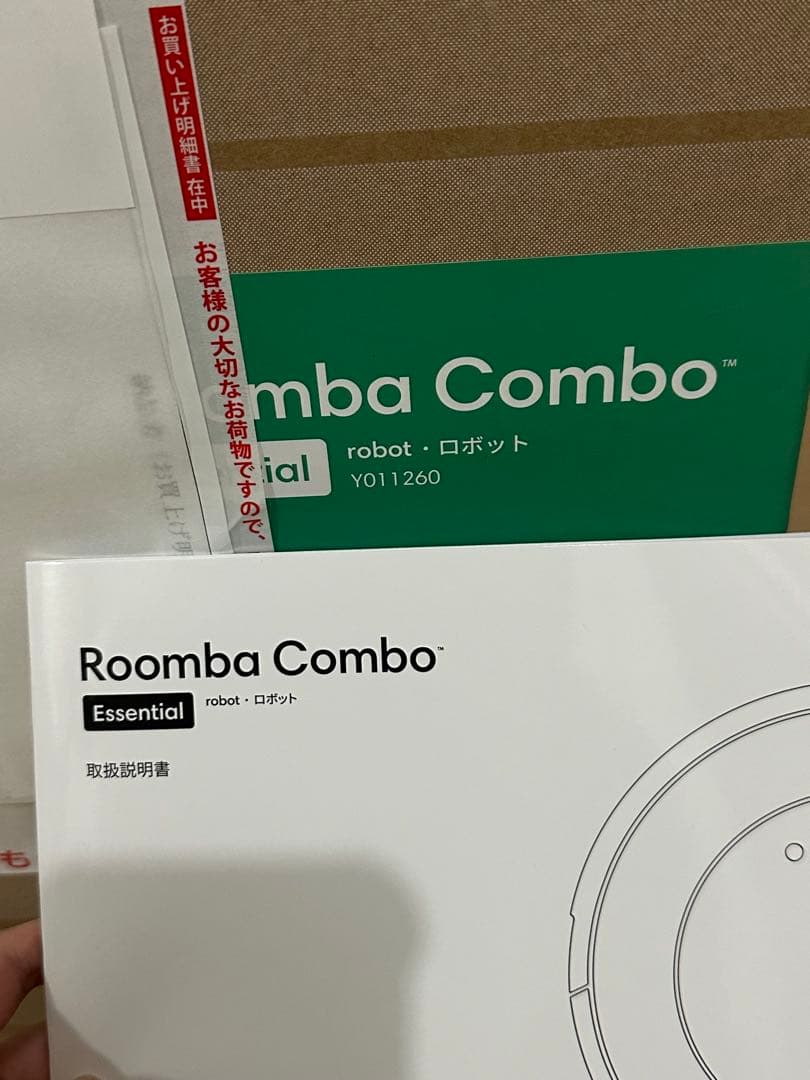 お買い上げ明細書 在中
お客様の大切なお荷物ですので、
omba Combo™
ial
robot・ロボット
Y011260
Roomba Combo™
Essential
robot・ロボット
取扱説明書
も